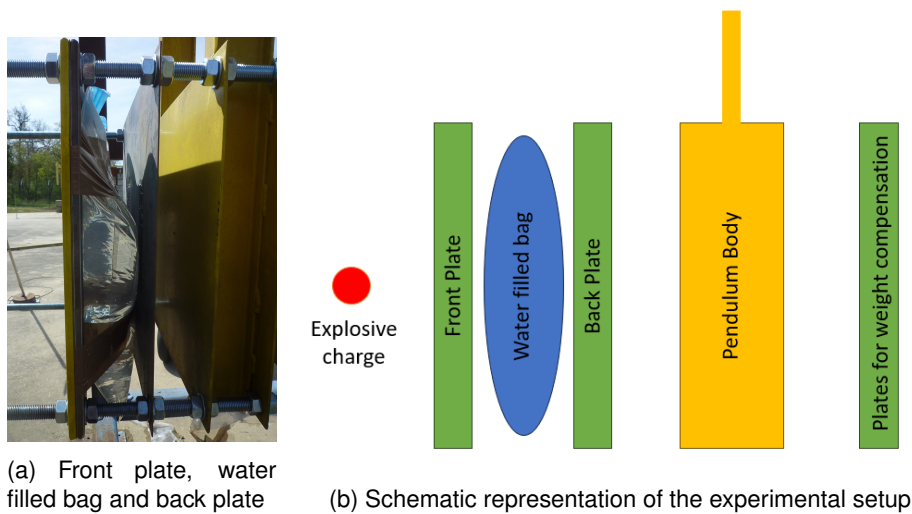 Explosive
charge
Front Plate
Water filled bag
Back Plate
Pendulum Body
Plates for weight compensation
(a) Front plate, water
filled bag and back plate
(b) Schematic representation of the experimental setup